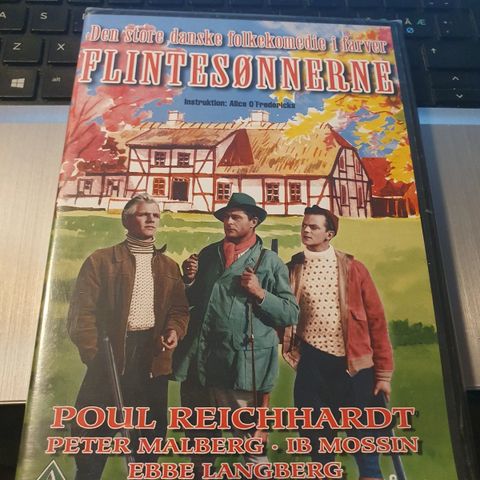 Den store danske folkekomedie i farver
FLINTESØNNERNE
Instruktion: Alice O'Fredericks
POUL REICHHARDT
PETER MALBERG · IB MOSSIN
EBBE LANGBERG
A